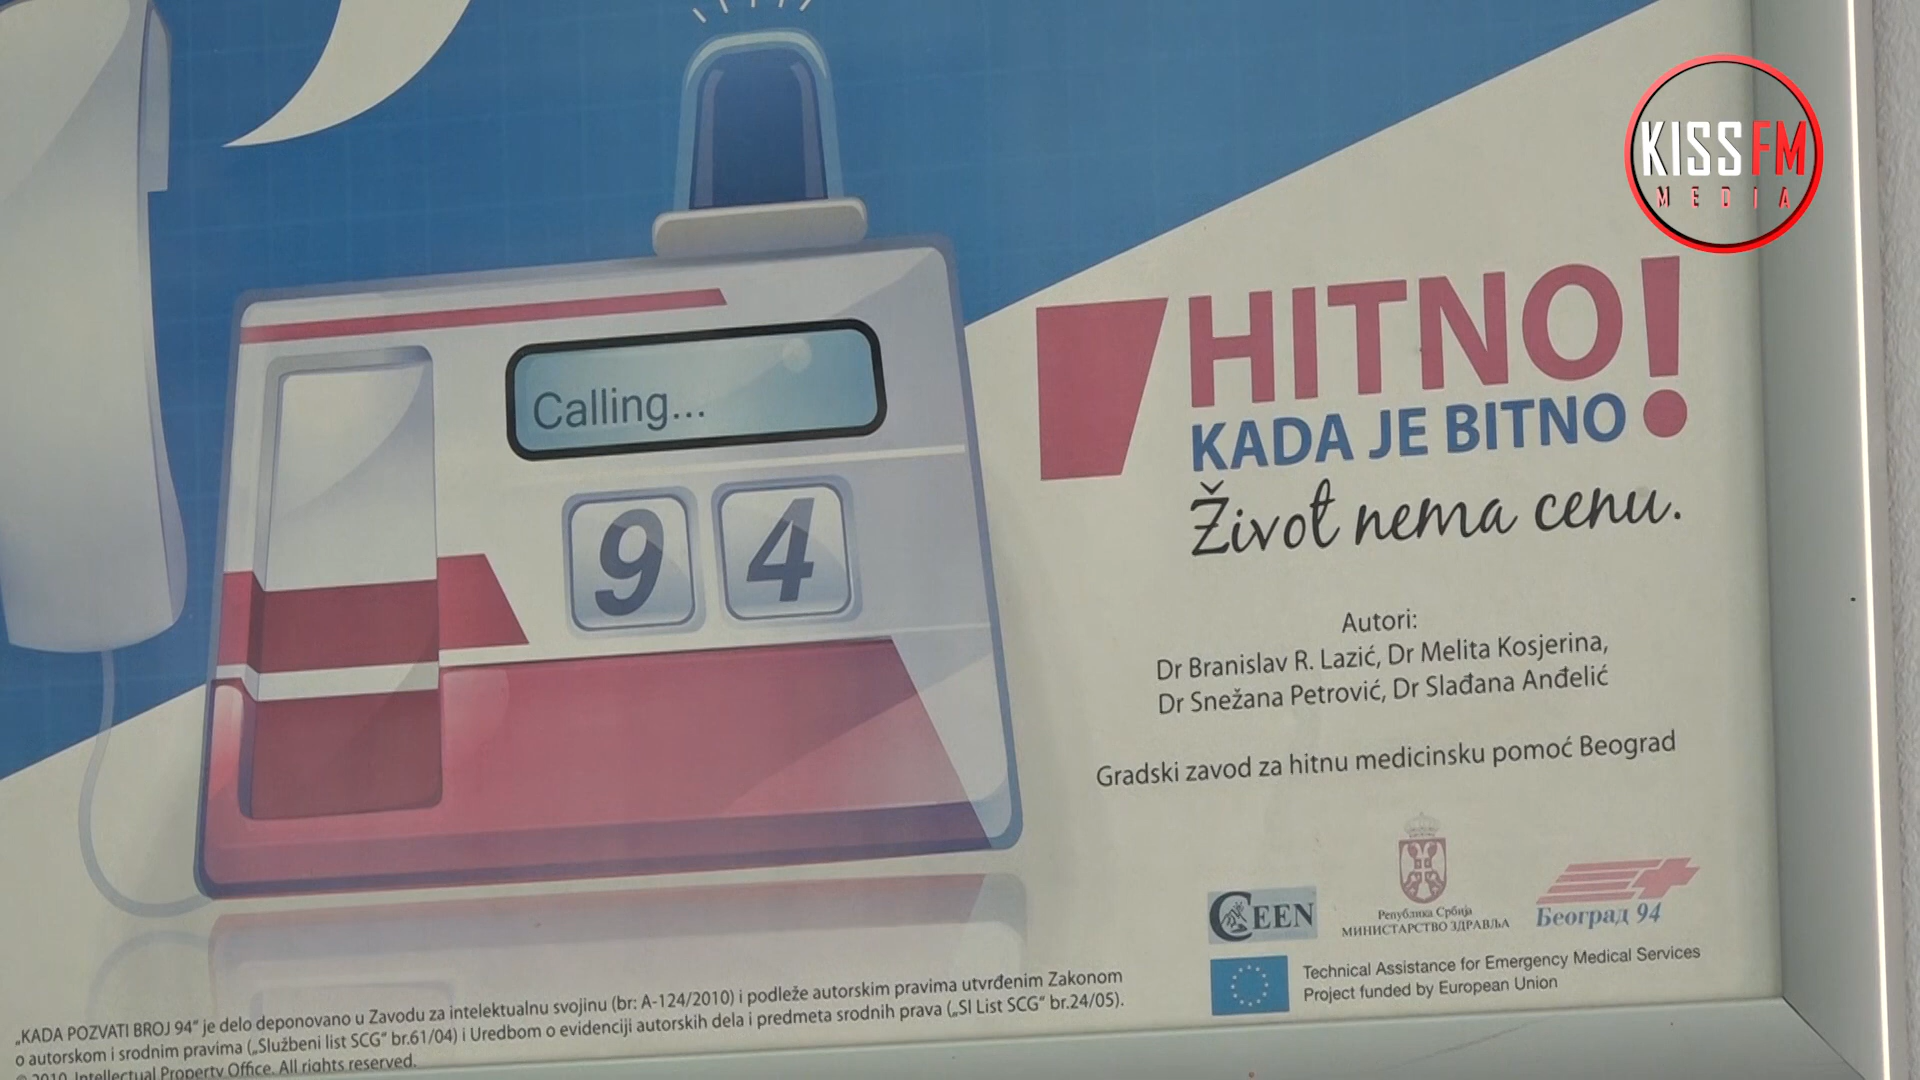 KISS FM
MEDIA
Calling...
9 4
HITNO!
KADA JE BITNO
Život nema cenu.
Autori:
Dr Branislav R. Lazić, Dr Melita Kosjerina,
Dr Snežana Petrović, Dr Slađana Anđelić
Gradski zavod za hitnu medicinsku pomoć Beograd
CEEN
Република Србија
МИНИСТАРСТВО ЗДРАВЉА
Београд 94
Technical Assistance for Emergency Medical Services
Project funded by European Union
„KADA POZVATI BROJ 94“ je delo deponovano u Zavodu za intelektualnu svojinu (br: A-124/2010) i podleže autorskim pravima utvrđenim Zakonom
o autorskom i srodnim pravima („Službeni list SCG“ br.61/04) i Uredbom o evidenciji autorskih dela i predmeta srodnih prava („Sl List SCG“ br.24/05).
© 2010. Intellectual Property Office. All rights reserved.